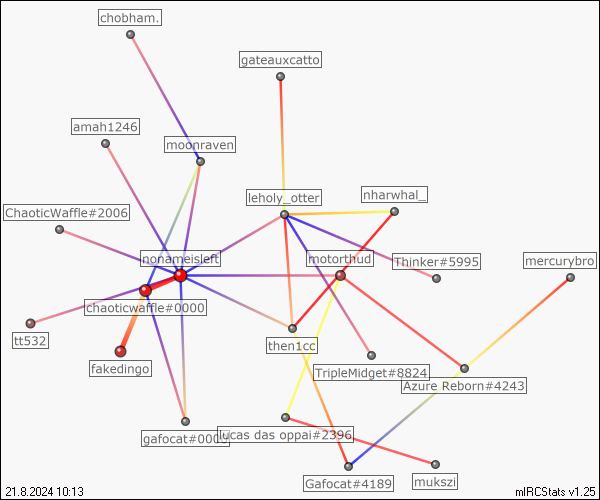 chobham.
gateauxcatto
amah1246
moonraven
leholy_otter
nharwhal_
ChaoticWaffle#2006
nonameisleft
motorthud
Thinker#5995
mercurybro
chaoticwaffle#0000
tt532
then1cc
fakedingo
TripleMidget#8824
Azure Reborn#4243
gafocat#00
lucas das oppai#2396
Gafocat#4189
mukszi
21.8.2024 10:13
mIRCStats v1.25